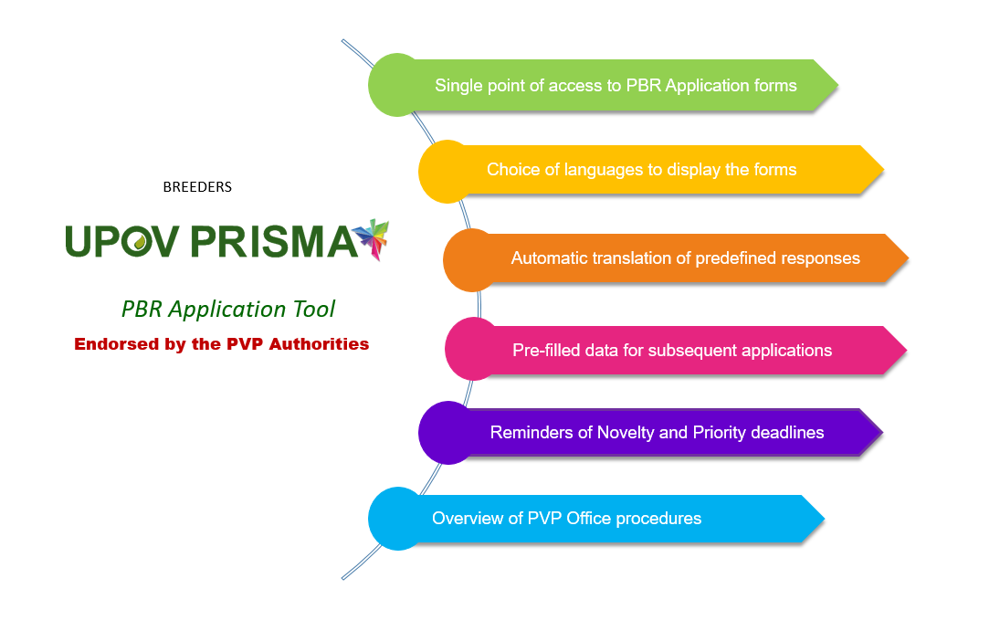 BREEDERS
UPOV PRISMA
PBR Application Tool
Endorsed by the PVP Authorities
Single point of access to PBR Application forms
Choice of languages to display the forms
Automatic translation of predefined responses
Pre-filled data for subsequent applications
Reminders of Novelty and Priority deadlines
Overview of PVP Office procedures